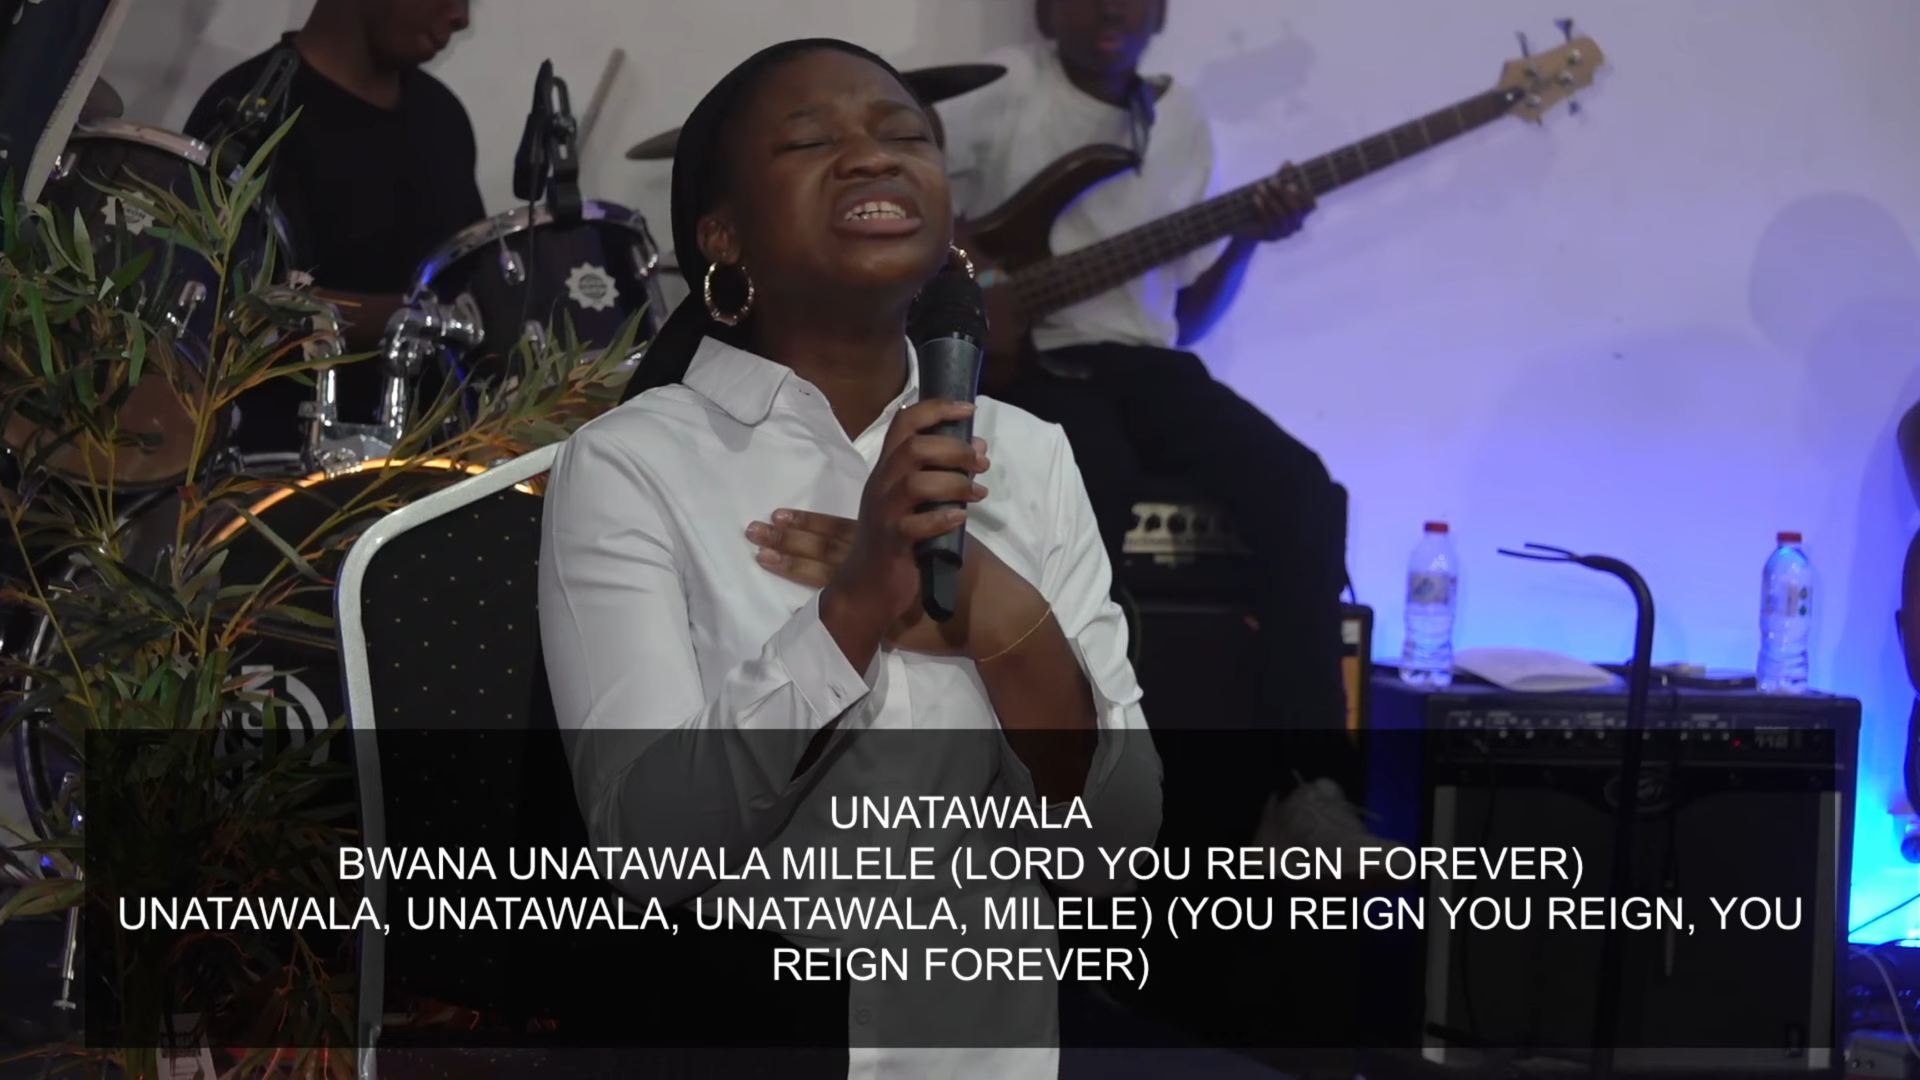 UNATAWALA
BWANA UNATAWALA MILELE (LORD YOU REIGN FOREVER)
UNATAWALA, UNATAWALA, UNATAWALA, MILELE) (YOU REIGN YOU REIGN, YOU
REIGN FOREVER)